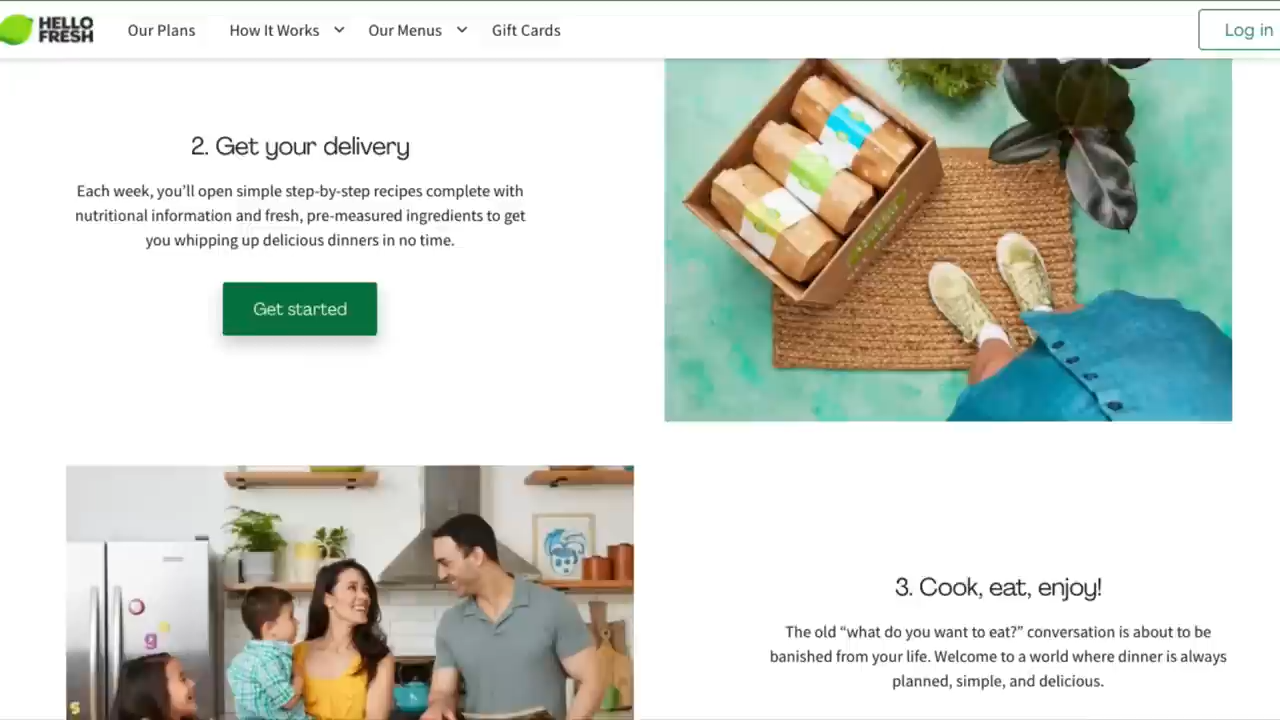 HELLO
FRESH
Our Plans
How It Works
Our Menus
Gift Cards
Log in
2. Get your delivery
Each week, you’ll open simple step-by-step recipes complete with
nutritional information and fresh, pre-measured ingredients to get
you whipping up delicious dinners in no time.
Get started
g
s
3. Cook, eat, enjoy!
The old “what do you want to eat?” conversation is about to be
banished from your life. Welcome to a world where dinner is always
planned, simple, and delicious.